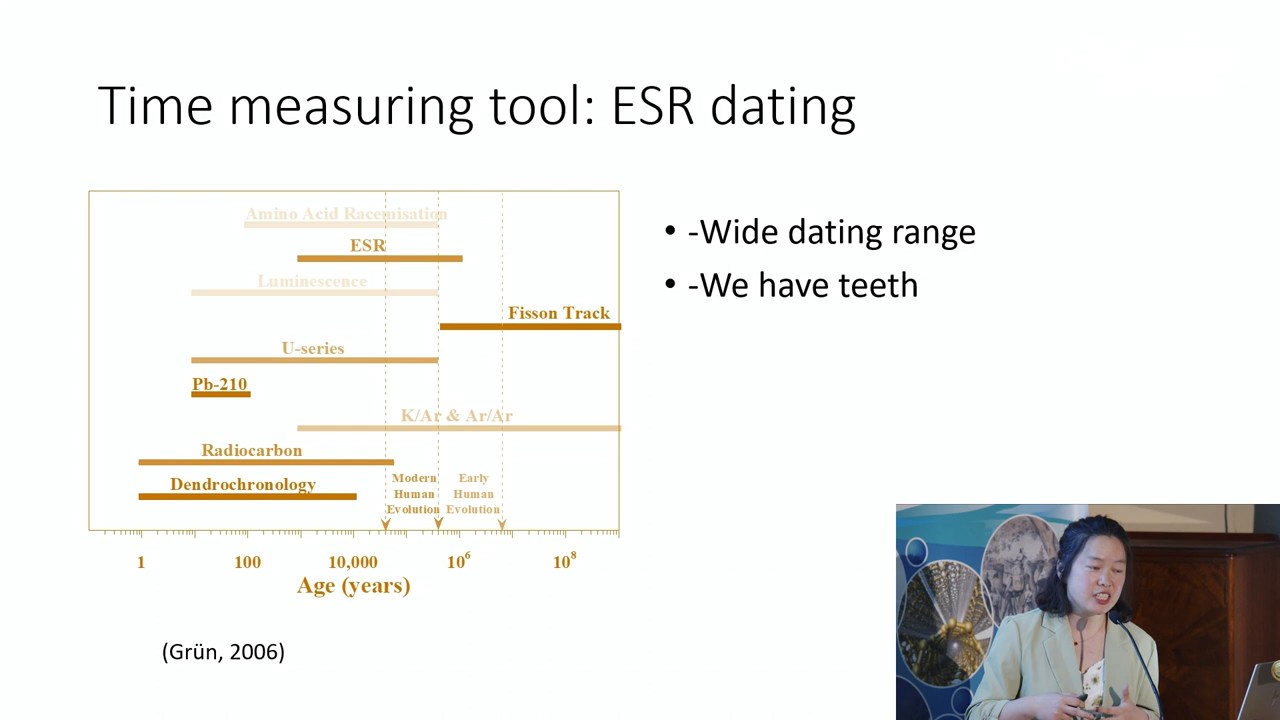 Time measuring tool: ESR dating
Amino Acid Racemisation
ESR
Luminescence
Fisson Track
U-series
Pb-210
K/Ar & Ar/Ar
Radiocarbon
Dendrochronology
Modern
Human
Evolution
Early
Human
Evolution
1
100
10,000
10⁶
10⁸
Age (years)
(Grün, 2006)
• -Wide dating range
• -We have teeth